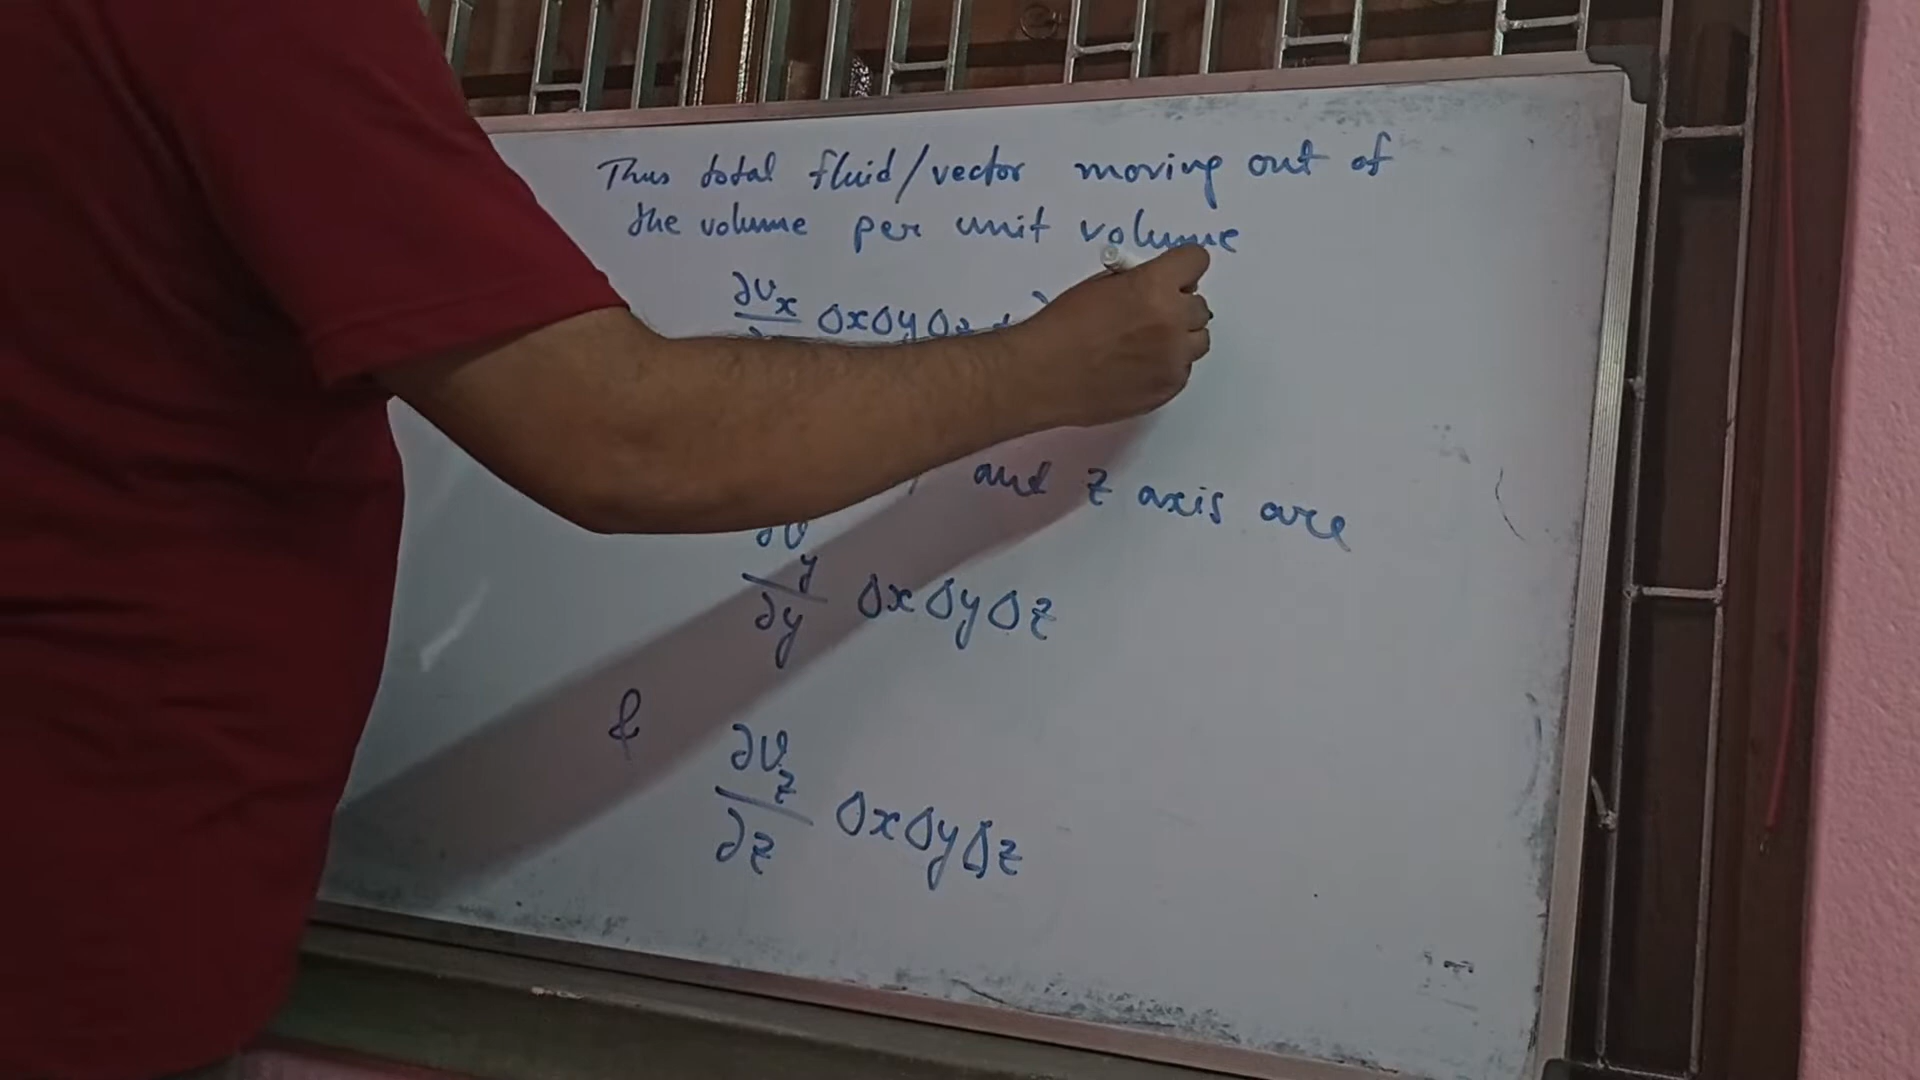 Thus total fluid/vector moving out of
the volume per unit volume
∂vx ΔxΔyΔz + ∂
and z axis are
∂vy
∂y ΔxΔyΔz
& ∂vz
∂z ΔxΔyΔz